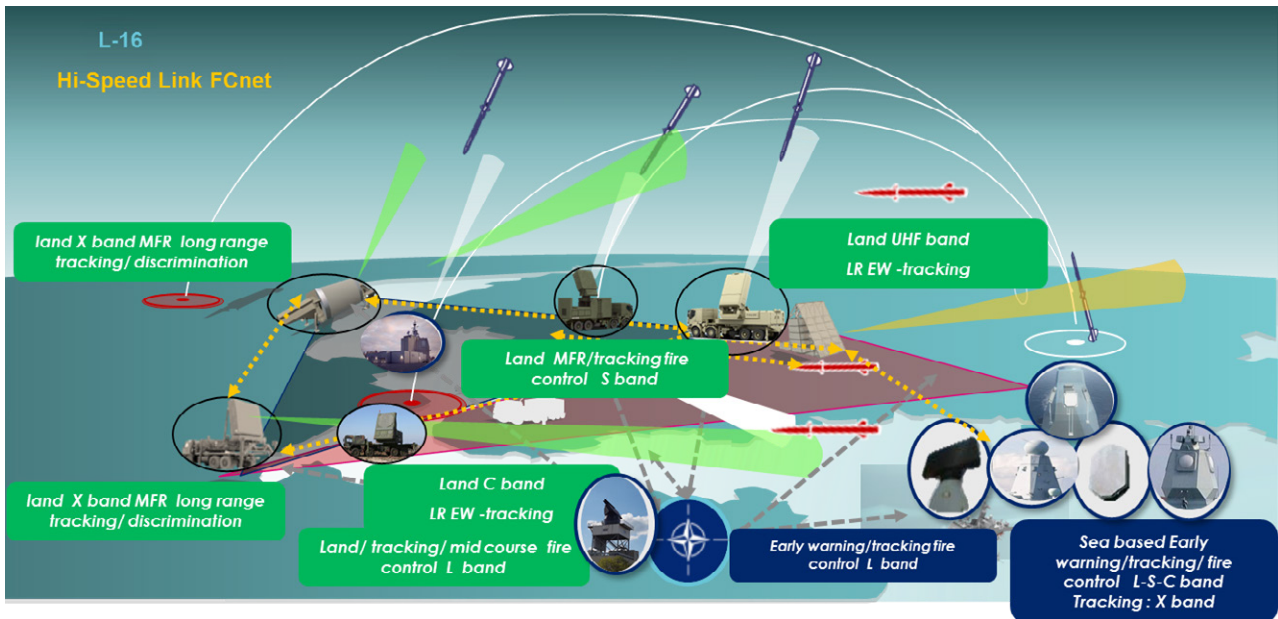 L-16
Hi-Speed Link FCnet
land X band MFR long range
tracking/ discrimination
Land UHF band
LR EW -tracking
Land MFR/tracking fire
control S band
land X band MFR long range
tracking/ discrimination
Land C band
LR EW -tracking
Land/ tracking/ mid course fire
control L band
Early warning/tracking fire
control L band
Sea based Early
warning/tracking/ fire
control L-S-C band
Tracking : X band